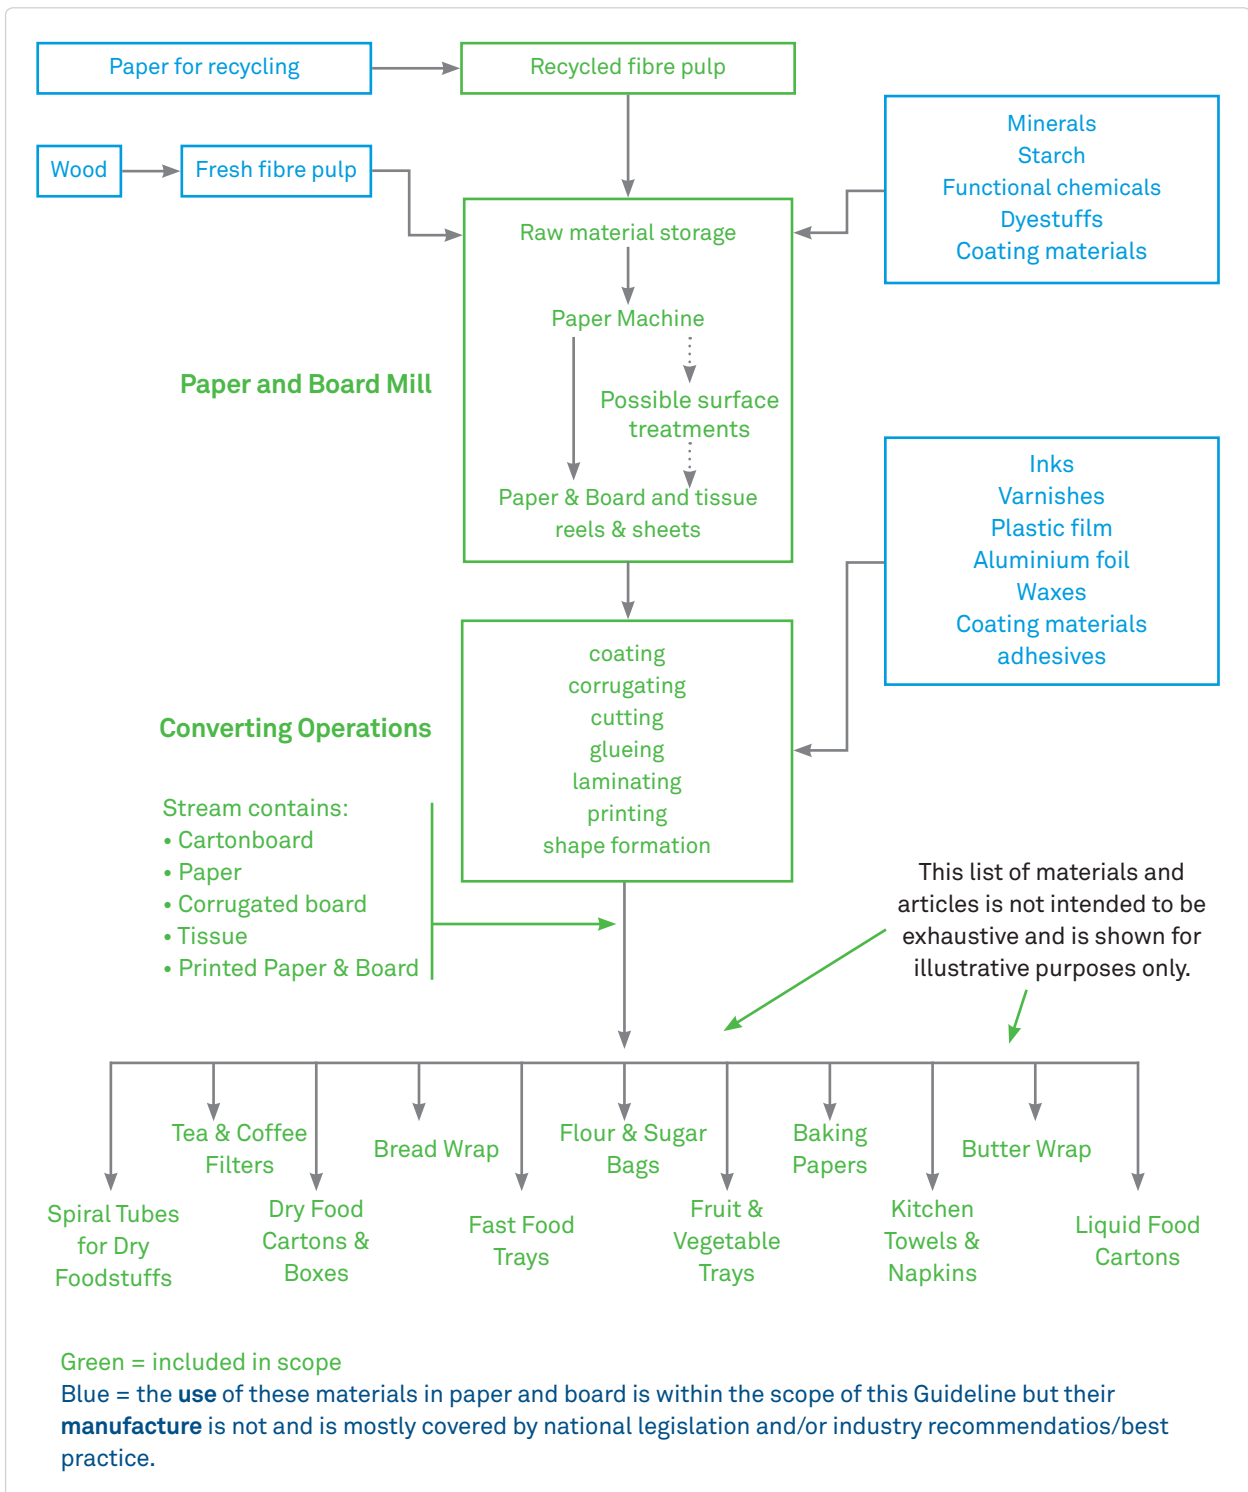 Paper for recycling
Recycled fibre pulp
Wood
Fresh fibre pulp
Minerals
Starch
Functional chemicals
Dyestuffs
Coating materials
Raw material storage
Paper Machine
Paper and Board Mill
Possible surface
treatments
Paper & Board and tissue
reels & sheets
Inks
Varnishes
Plastic film
Aluminium foil
Waxes
Coating materials
adhesives
coating
corrugating
cutting
glueing
laminating
printing
shape formation
Converting Operations
Stream contains:
• Cartonboard
• Paper
• Corrugated board
• Tissue
• Printed Paper & Board
This list of materials and
articles is not intended to be
exhaustive and is shown for
illustrative purposes only.
Tea & Coffee
Filters
Bread Wrap
Flour & Sugar
Bags
Baking
Papers
Butter Wrap
Spiral Tubes
for Dry
Foodstuffs
Dry Food
Cartons &
Boxes
Fast Food
Trays
Fruit &
Vegetable
Trays
Kitchen
Towels &
Napkins
Liquid Food
Cartons
Green = included in scope
Blue = the use of these materials in paper and board is within the scope of this Guideline but their
manufacture is not and is mostly covered by national legislation and/or industry recommendatios/best
practice.